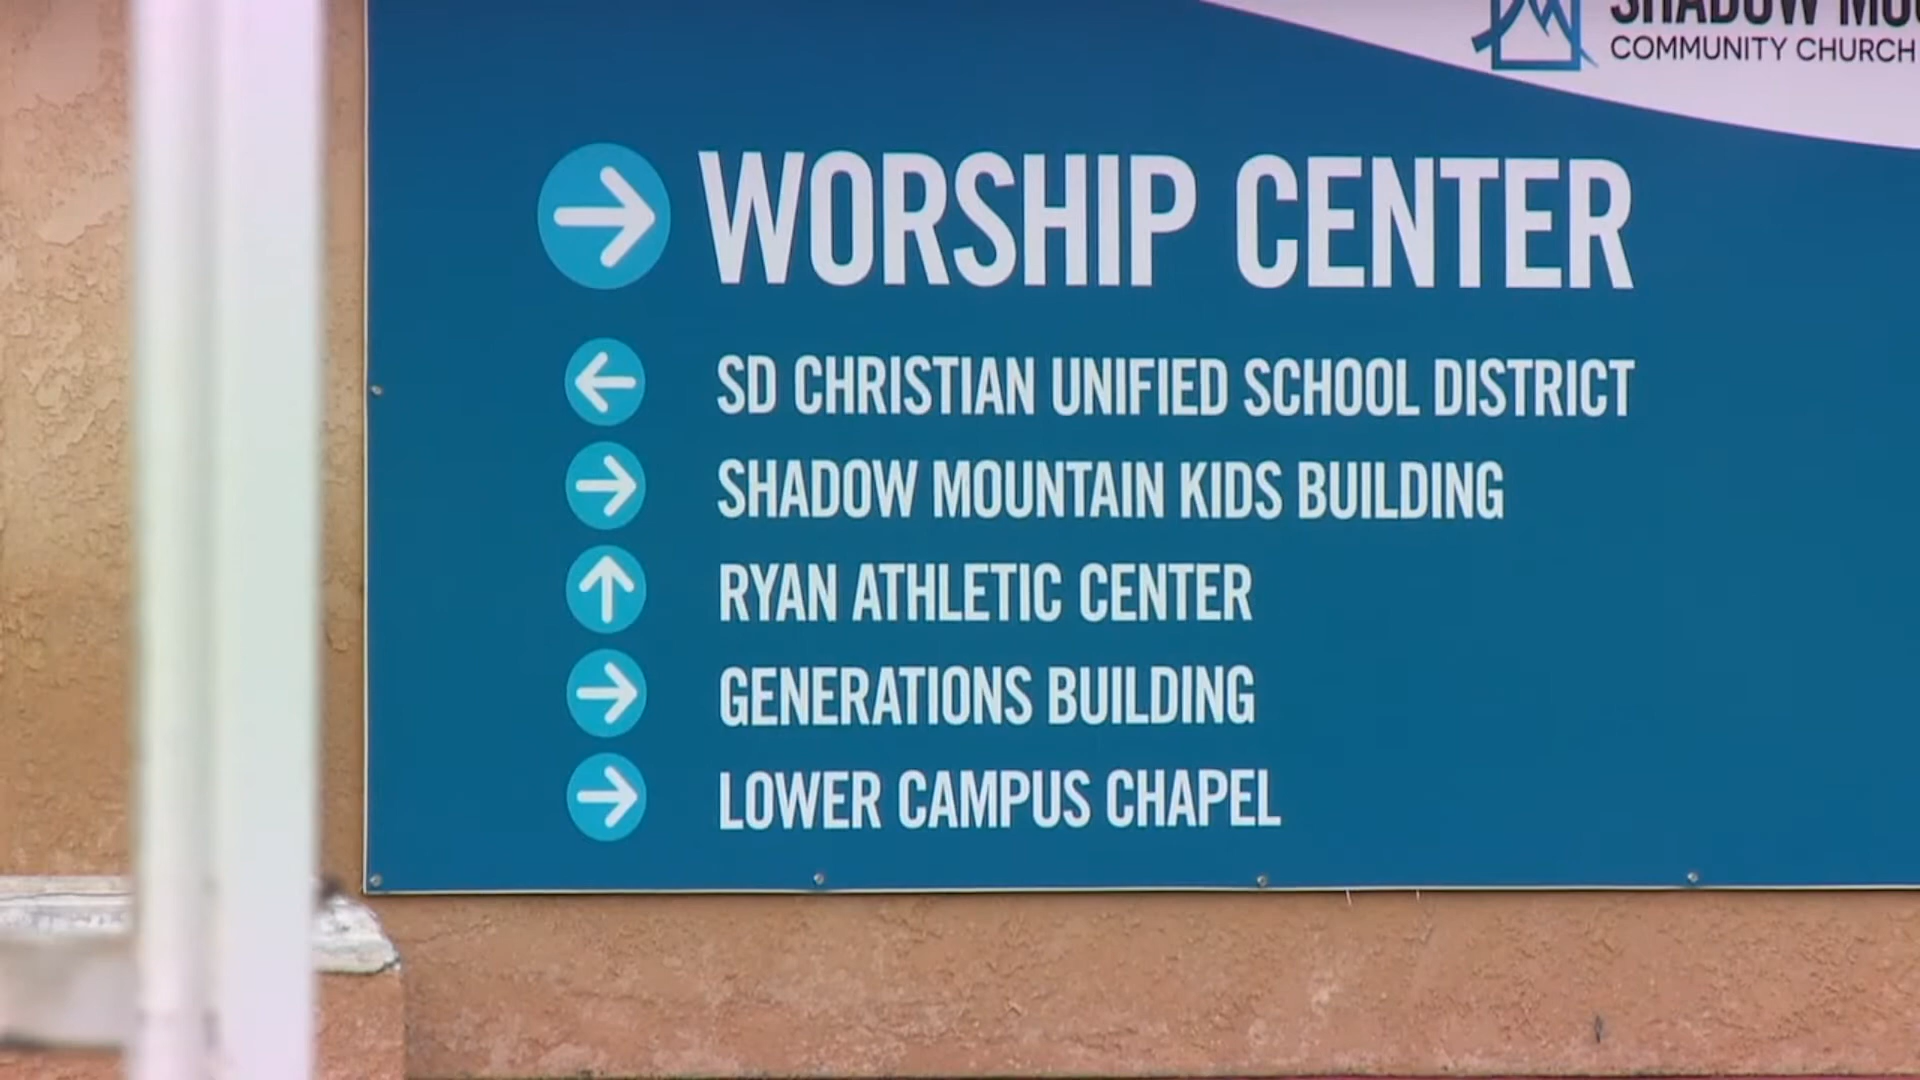 SHADOW
COMMUNITY CHURCH
WORSHIP CENTER
SD CHRISTIAN UNIFIED SCHOOL DISTRICT
SHADOW MOUNTAIN KIDS BUILDING
RYAN ATHLETIC CENTER
GENERATIONS BUILDING
LOWER CAMPUS CHAPEL